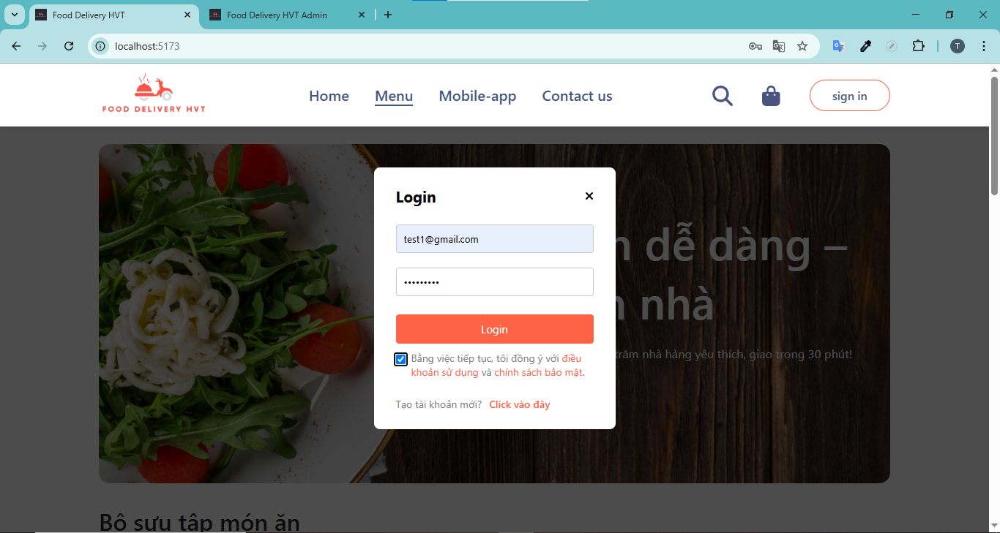 Food Delivery HVT
Food Delivery HVT Admin
localhost:5173
T
FOOD DELIVERY HVT
Home
Menu
Mobile-app
Contact us
sign in
Login
test1@gmail.com
•••••••••
Login
Bằng việc tiếp tục, tôi đồng ý với điều
khoản sử dụng và chính sách bảo mật.
Tạo tài khoản mới? Click vào đây
dễ dàng –
nhà
trăm nhà hàng yêu thích, giao trong 30 phút!
Bộ sưu tập món ăn